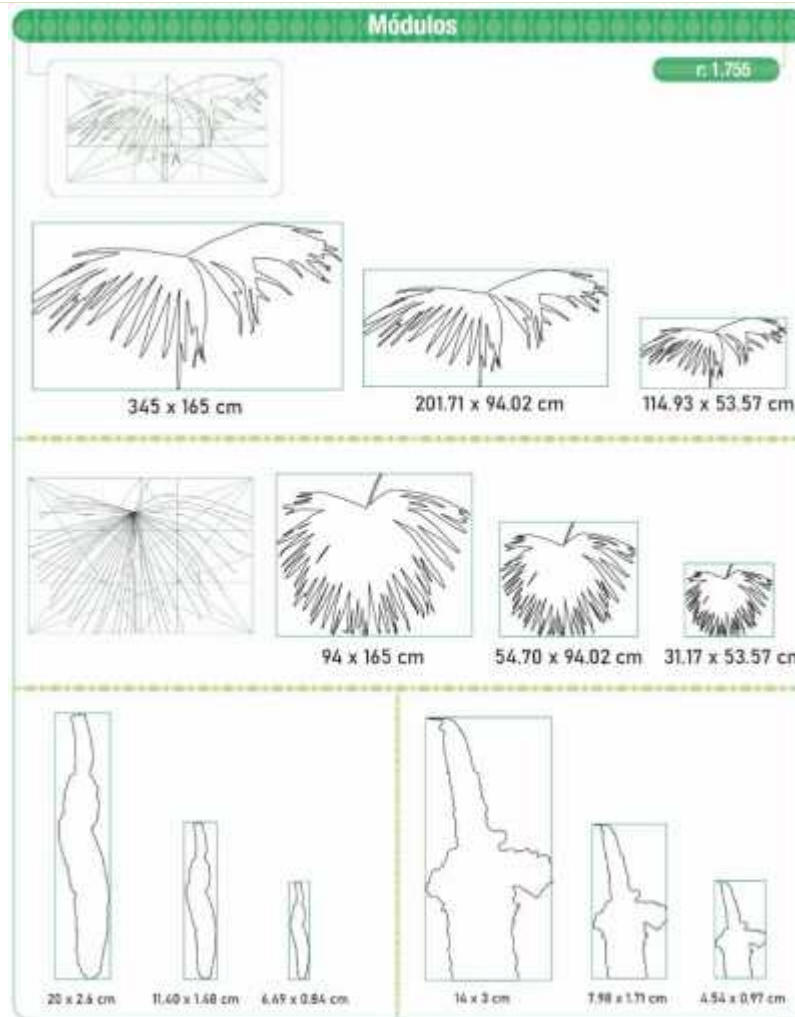 Módulos
r: 1.755
345 x 165 cm
201.71 x 94.02 cm
114.93 x 53.57 cm
94 x 165 cm
54.70 x 94.02 cm
31.17 x 53.57 cm
20 x 2.6 cm
11.40 x 1.48 cm
6.49 x 0.84 cm
14 x 3 cm
7.98 x 1.71 cm
4.54 x 0,97 cm